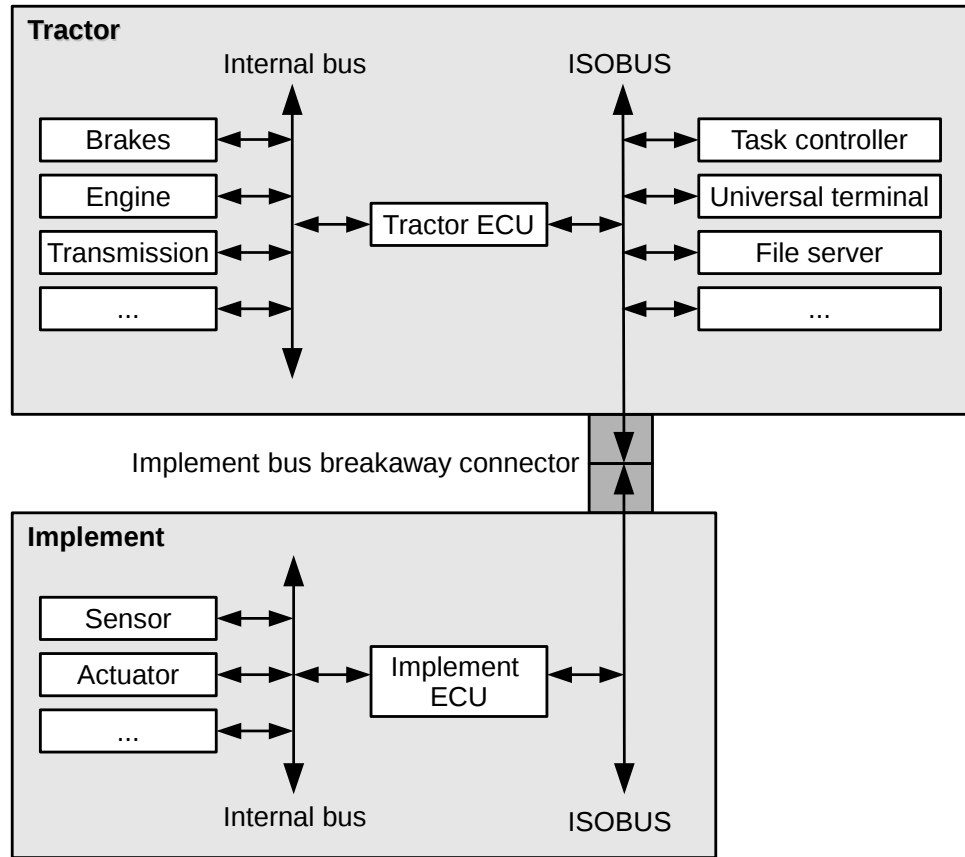 Tractor
Internal bus
ISOBUS
Brakes
Task controller
Engine
Universal terminal
Tractor ECU
Transmission
File server
...
...
Implement bus breakaway connector
Implement
Sensor
Actuator
Implement
ECU
...
Internal bus
ISOBUS